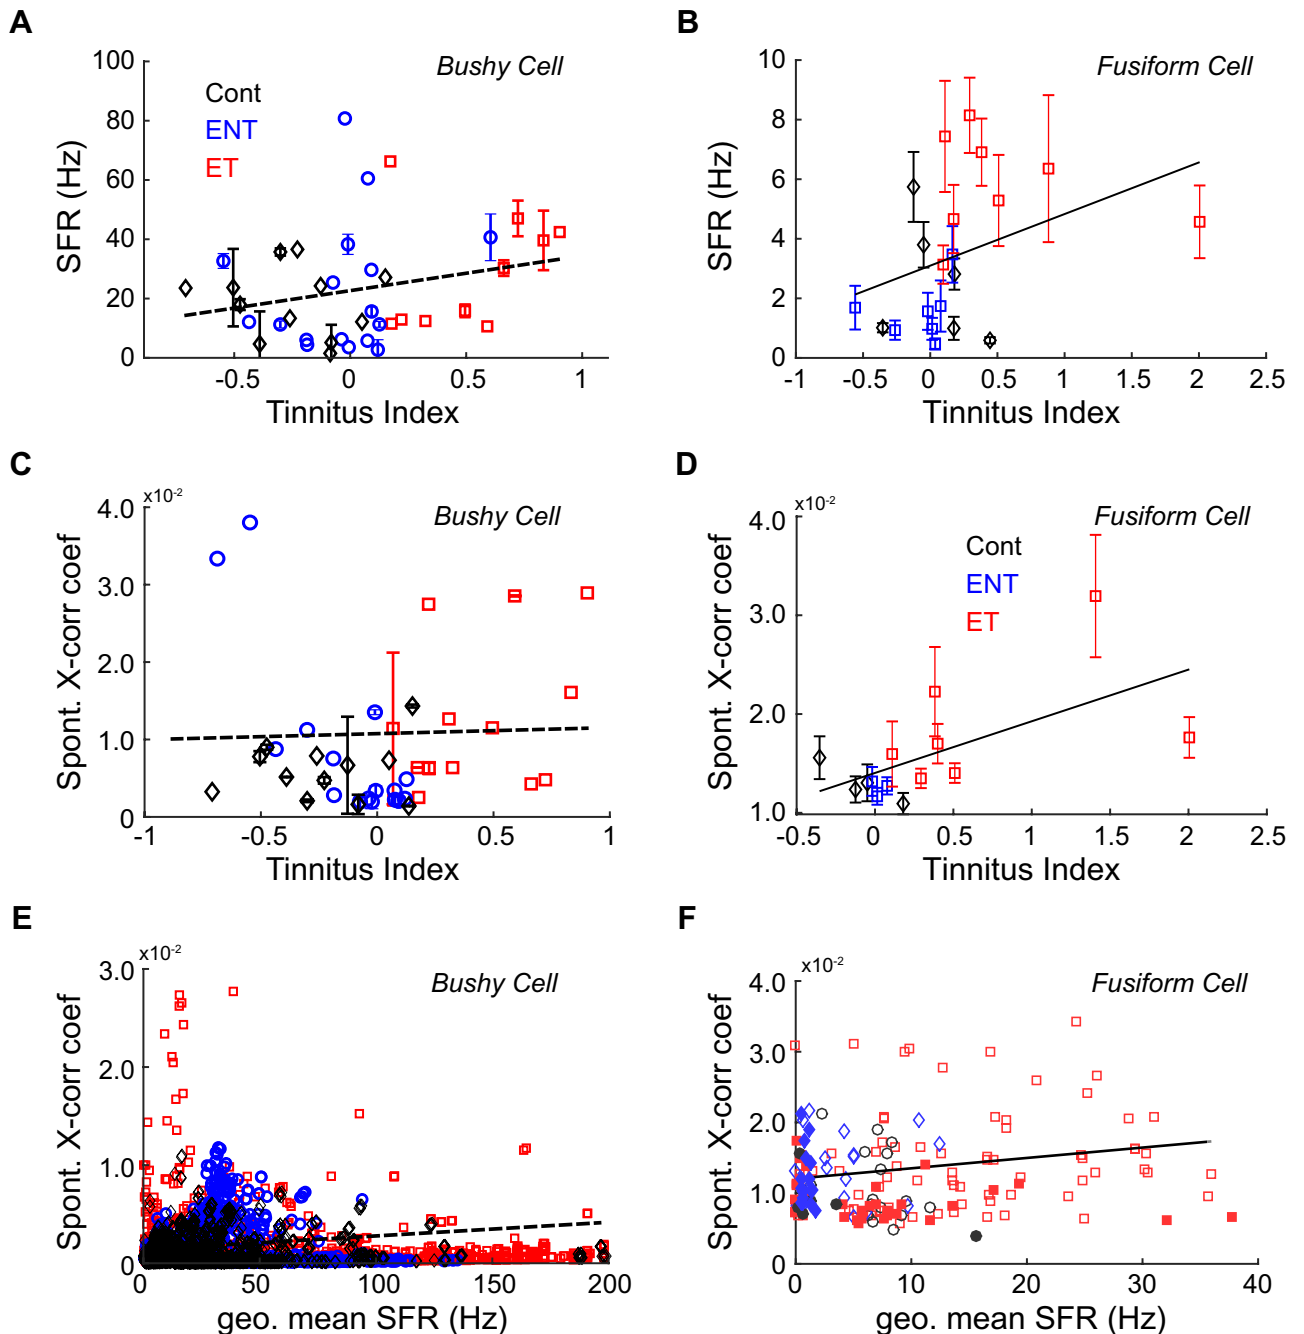 A
Bushy Cell
SFR (Hz)
100
80
60
40
20
0
Cont
ENT
ET
-0.5
0
0.5
1
Tinnitus Index
B
Fusiform Cell
SFR (Hz)
10
8
6
4
2
0
-1
-0.5
0
0.5
1
1.5
2
2.5
Tinnitus Index
C
x10-2
Bushy Cell
Spont. X-corr coef
4.0
3.0
2.0
1.0
0
-1
-0.5
0
0.5
1
Tinnitus Index
D
x10-2
Fusiform Cell
Spont. X-corr coef
4.0
3.0
2.0
1.0
Cont
ENT
ET
-0.5
0
0.5
1
1.5
2
2.5
Tinnitus Index
E
x10-2
Bushy Cell
Spont. X-corr coef
3.0
2.0
1.0
0
0
50
100
150
200
geo. mean SFR (Hz)
F
x10-2
Fusiform Cell
Spont. X-corr coef
4.0
3.0
2.0
1.0
0
0
10
20
30
40
geo. mean SFR (Hz)